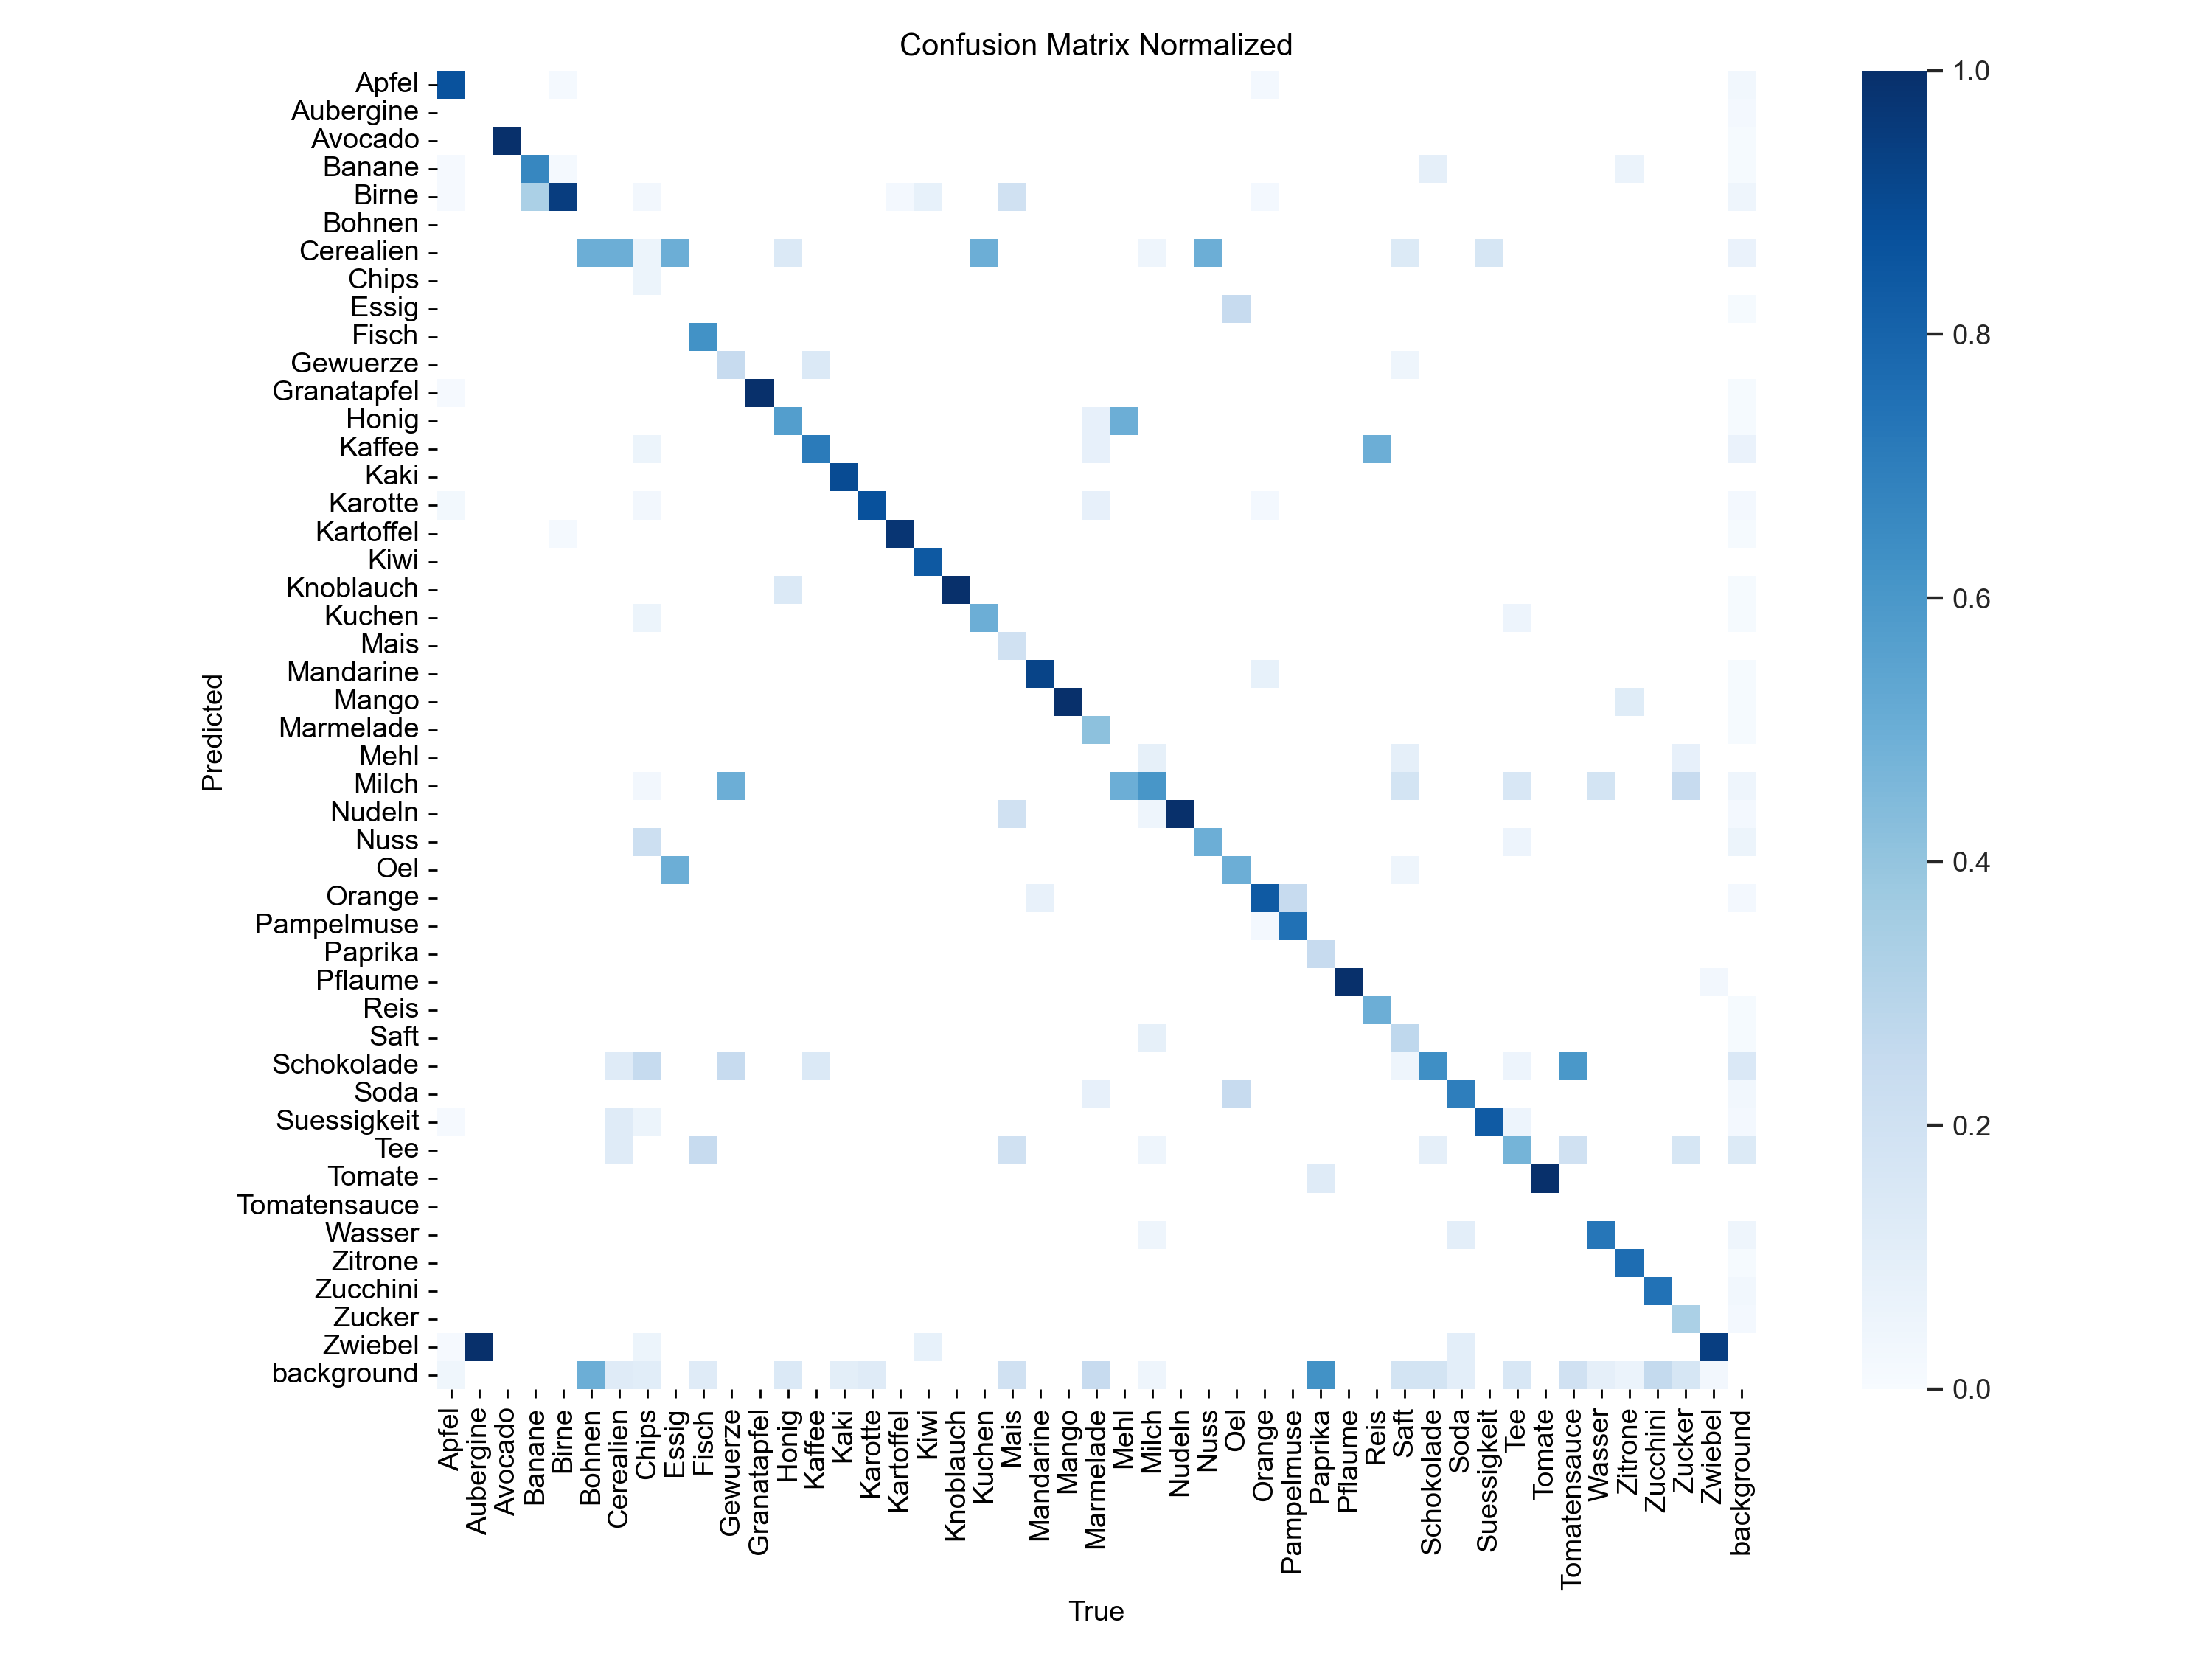 Confusion Matrix Normalized
Apfel
Aubergine
Avocado
Banane
Birne
Bohnen
Cerealien
Chips
Essig
Fisch
Gewuerze
Granatapfel
Honig
Kaffee
Kaki
Karotte
Kartoffel
Kiwi
Knoblauch
Kuchen
Mais
Mandarine
Mango
Marmelade
Mehl
Milch
Nudeln
Nuss
Oel
Orange
Pampelmuse
Paprika
Pflaume
Reis
Saft
Schokolade
Soda
Suessigkeit
Tee
Tomate
Tomatensauce
Wasser
Zitrone
Zucchini
Zucker
Zwiebel
background
Predicted
Apfel
Aubergine
Avocado
Banane
Birne
Bohnen
Cerealien
Chips
Essig
Fisch
Gewuerze
Granatapfel
Honig
Kaffee
Kaki
Karotte
Kartoffel
Kiwi
Knoblauch
Kuchen
Mais
Mandarine
Mango
Marmelade
Mehl
Milch
Nudeln
Nuss
Oel
Orange
Pampelmuse
Paprika
Pflaume
Reis
Saft
Schokolade
Soda
Suessigkeit
Tee
Tomate
Tomatensauce
Wasser
Zitrone
Zucchini
Zucker
Zwiebel
background
True
1.0
0.8
0.6
0.4
0.2
0.0